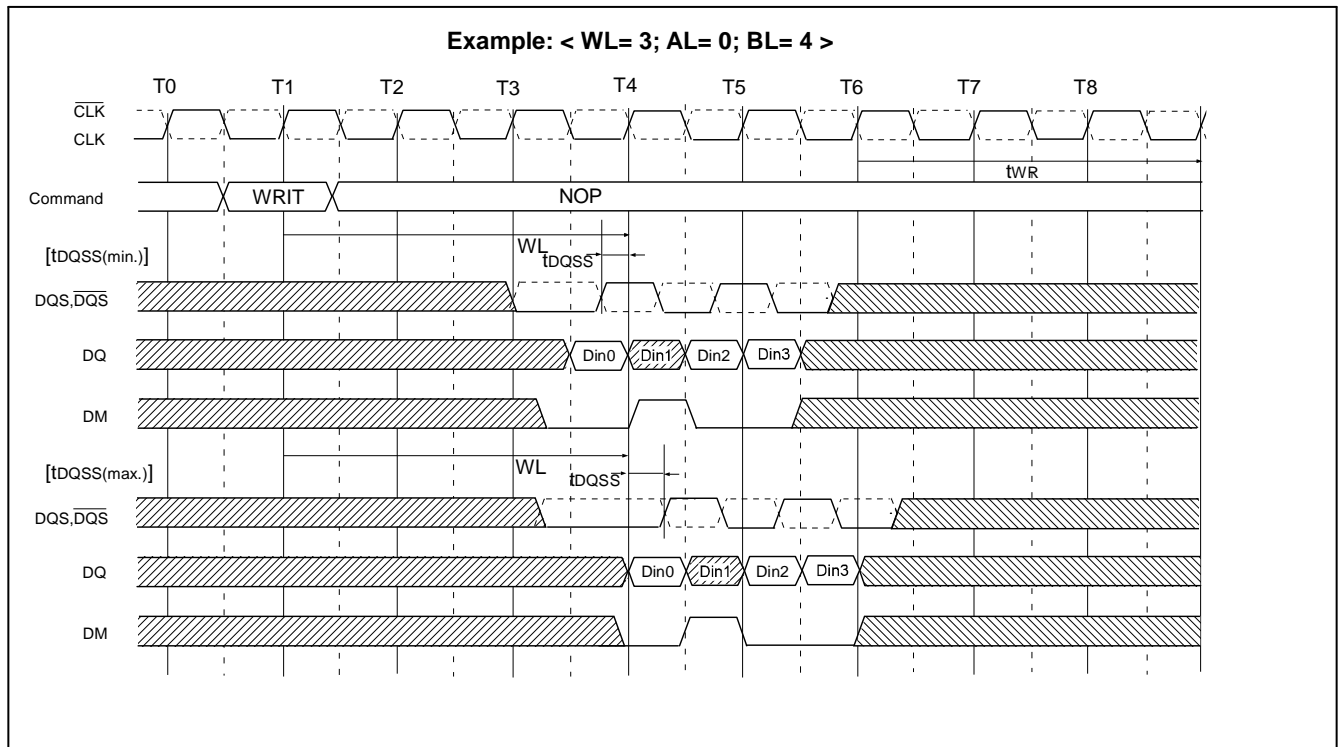 Example: < WL= 3; AL= 0; BL= 4 >
T0 T1 T2 T3 T4 T5 T6 T7 T8
CLK
CLK
tWR
Command WRIT NOP
WL
[tDQSS(min.)] tDQSS
DQS,DQS
DQ Din0 Din1 Din2 Din3
DM
WL
[tDQSS(max.)] tDQSS
DQS,DQS
DQ Din0 Din1 Din2 Din3
DM